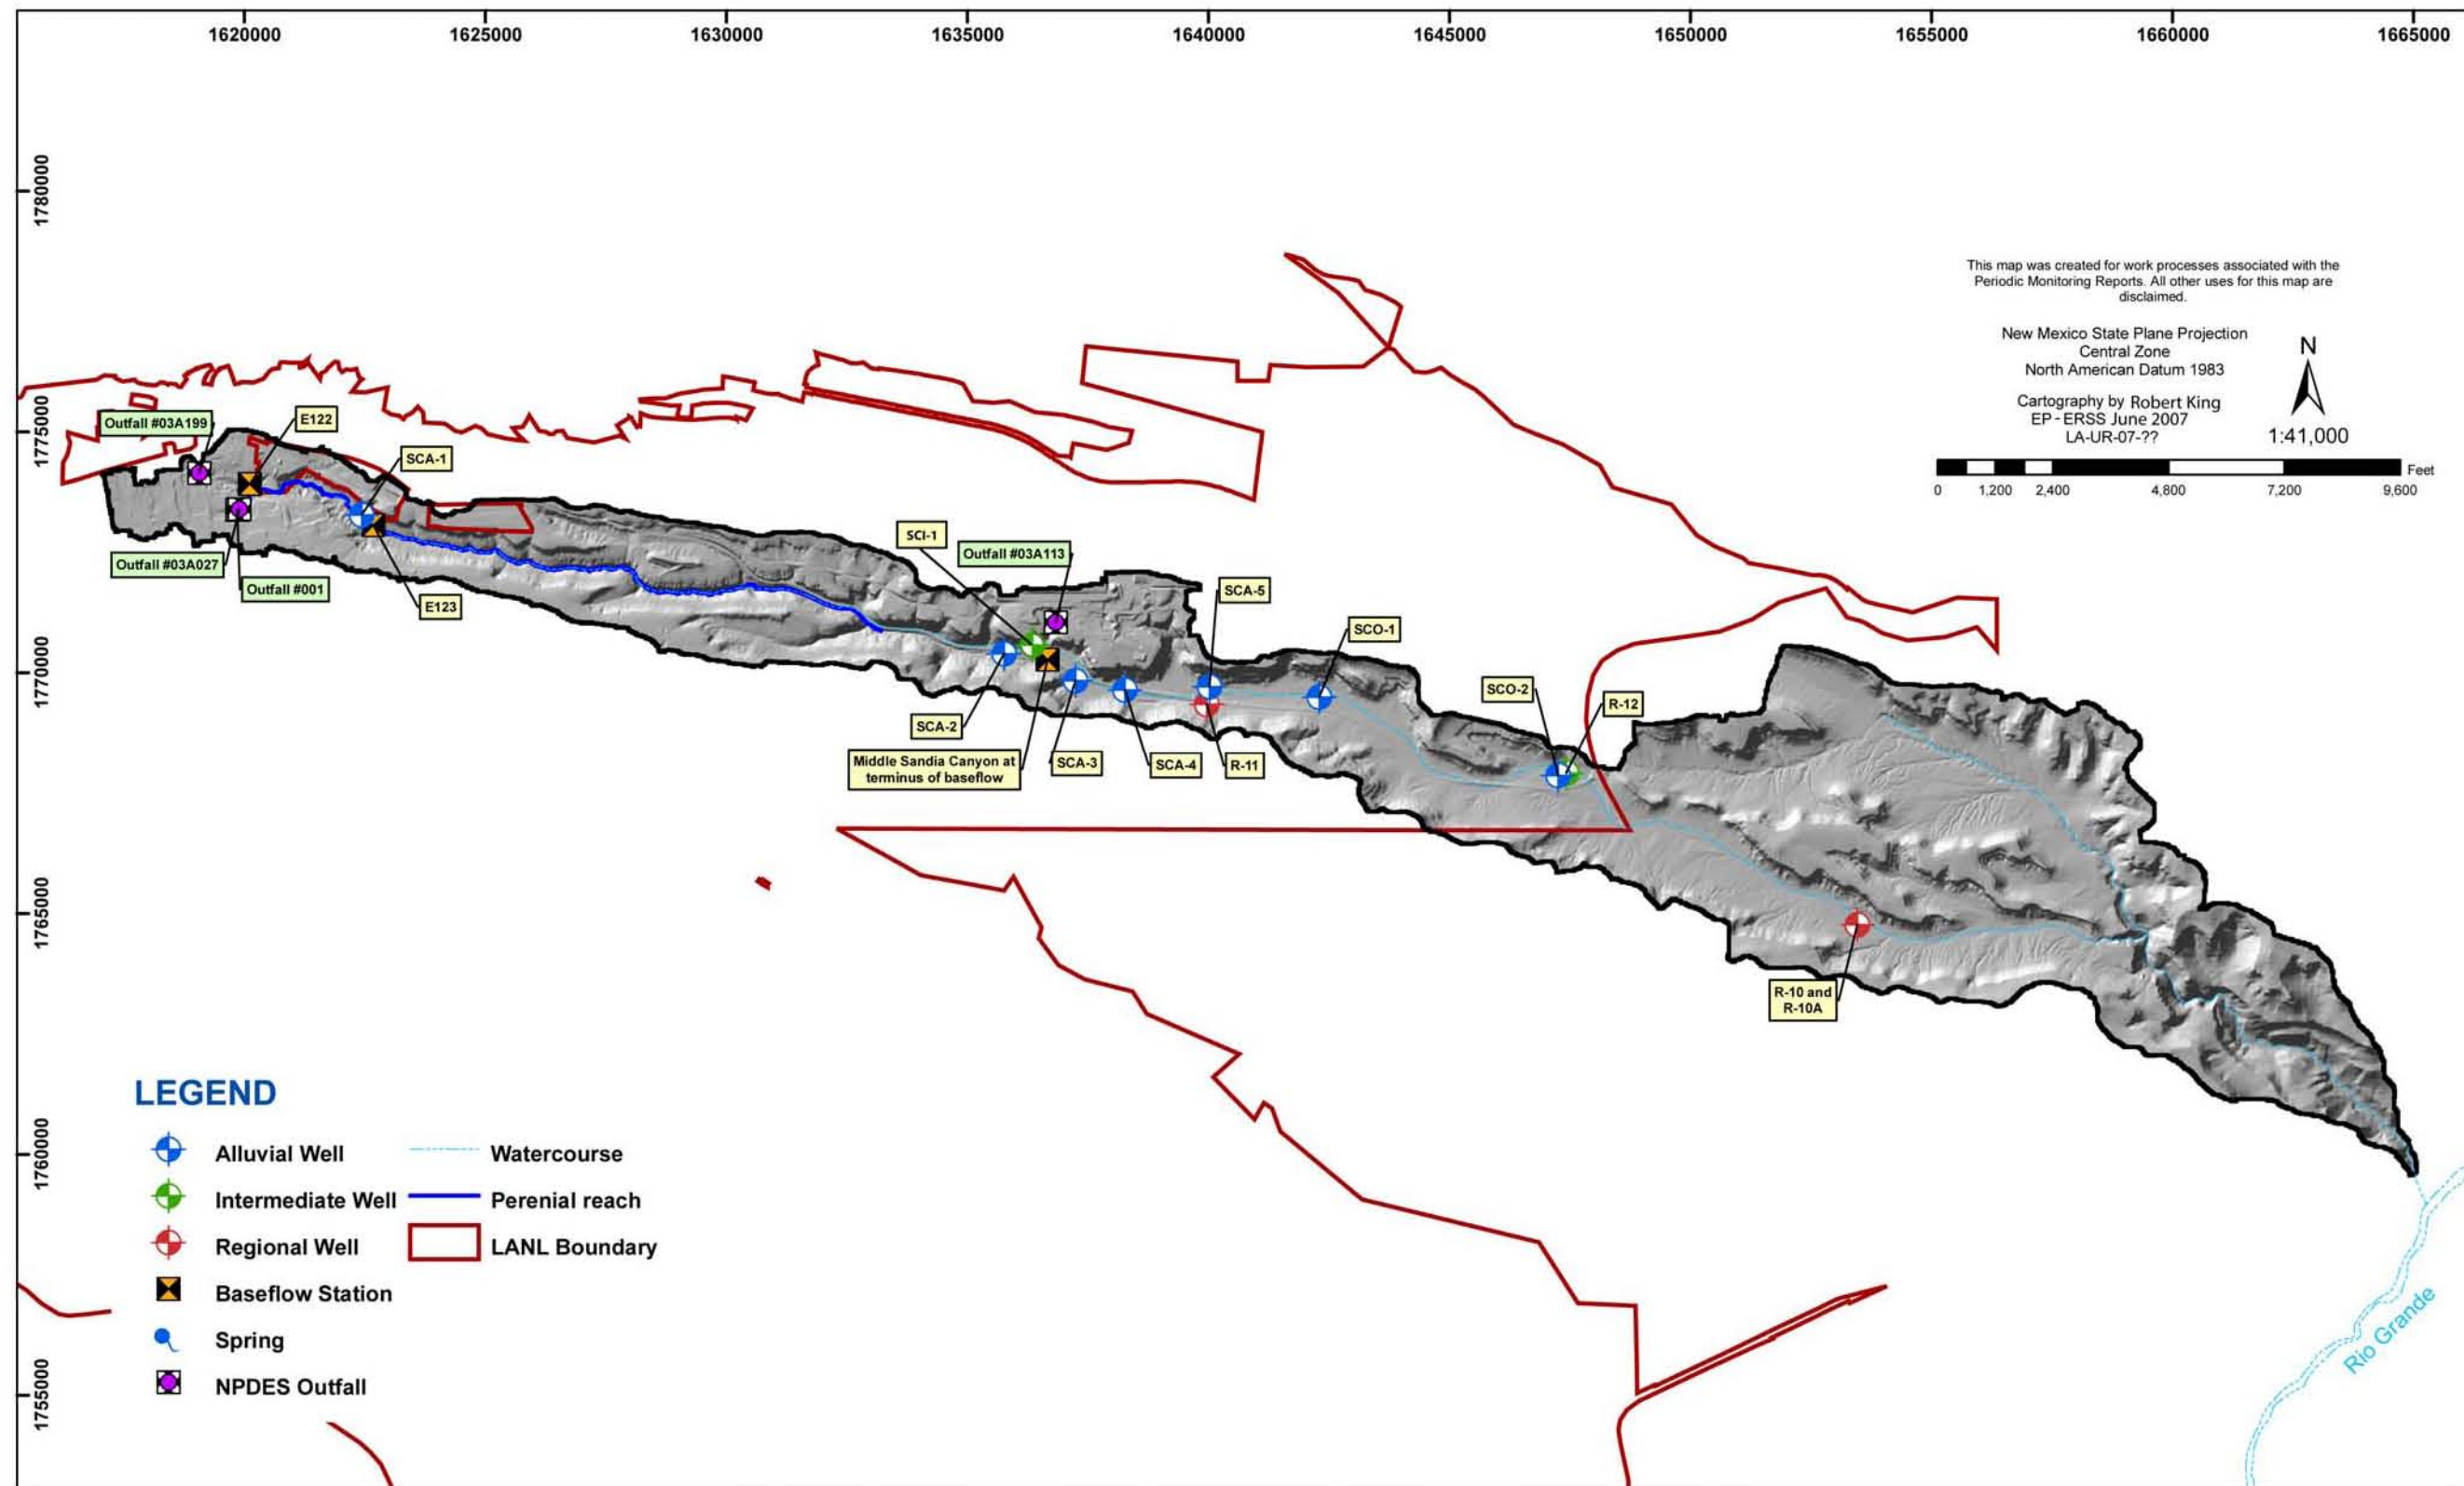 1620000 1625000 1630000 1635000 1640000 1645000 1650000 1655000 1660000 1665000
1780000
1775000
1770000
1765000
1760000
1755000
This map was created for work processes associated with the
Periodic Monitoring Reports. All other uses for this map are
disclaimed.
New Mexico State Plane Projection
Central Zone
North American Datum 1983
Cartography by Robert King
EP - ERSS June 2007
LA-UR-07-??
N
1:41,000
Feet
0 1,200 2,400 4,800 7,200 9,600
Outfall #03A199
E122
SCA-1
Outfall #03A027
Outfall #001
E123
SCI-1
Outfall #03A113
SCA-5
SCO-1
SCO-2
R-12
SCA-2
Middle Sandia Canyon at
terminus of baseflow
SCA-3
SCA-4
R-11
R-10 and
R-10A
Rio Grande
LEGEND
Alluvial Well
Intermediate Well
Regional Well
Baseflow Station
Spring
NPDES Outfall
Watercourse
Perenial reach
LANL Boundary